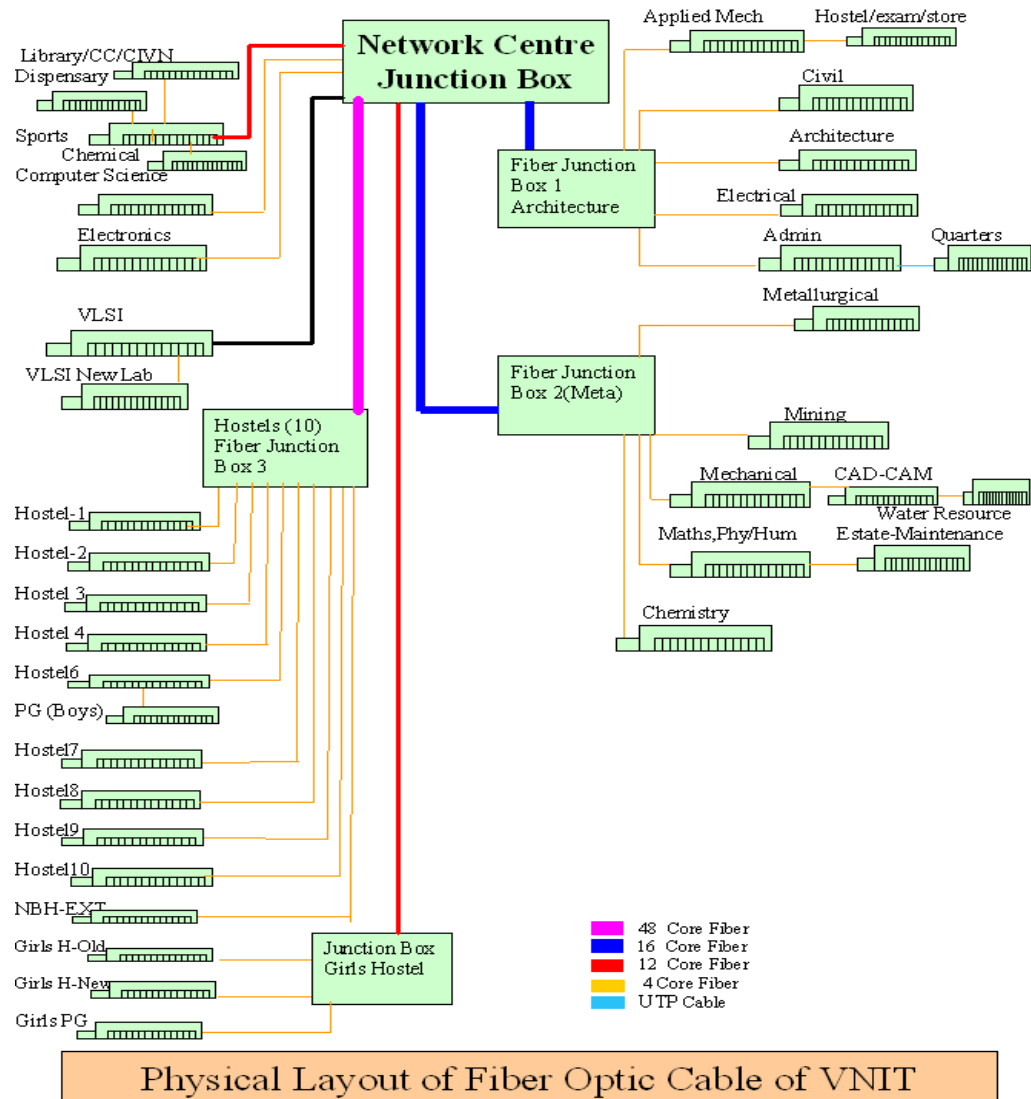 Network Centre
Junction Box
Library/CC/CIVN
Dispensary
Sports
Chemical
Computer Science
Electronics
VLSI
VLSI New Lab
Applied Mech
Hostel/exam/store
Civil
Fiber Junction
Box 1
Architecture
Architecture
Electrical
Admin
Quarters
Metallurgical
Fiber Junction
Box 2(Meta)
Mining
Mechanical
CAD-CAM
Water Resource
Maths,Phy/Hum
Estate-Maintenance
Chemistry
Hostels (10)
Fiber Junction
Box 3
Hostel-1
Hostel-2
Hostel 3
Hostel 4
Hostel6
PG (Boys)
Hostel7
Hostel8
Hostel9
Hostel10
NBH-EXT
Girls H-Old
Girls H-New
Girls PG
Junction Box
Girls Hostel
48 Core Fiber
16 Core Fiber
12 Core Fiber
4 Core Fiber
UTP Cable
Physical Layout of Fiber Optic Cable of VNIT